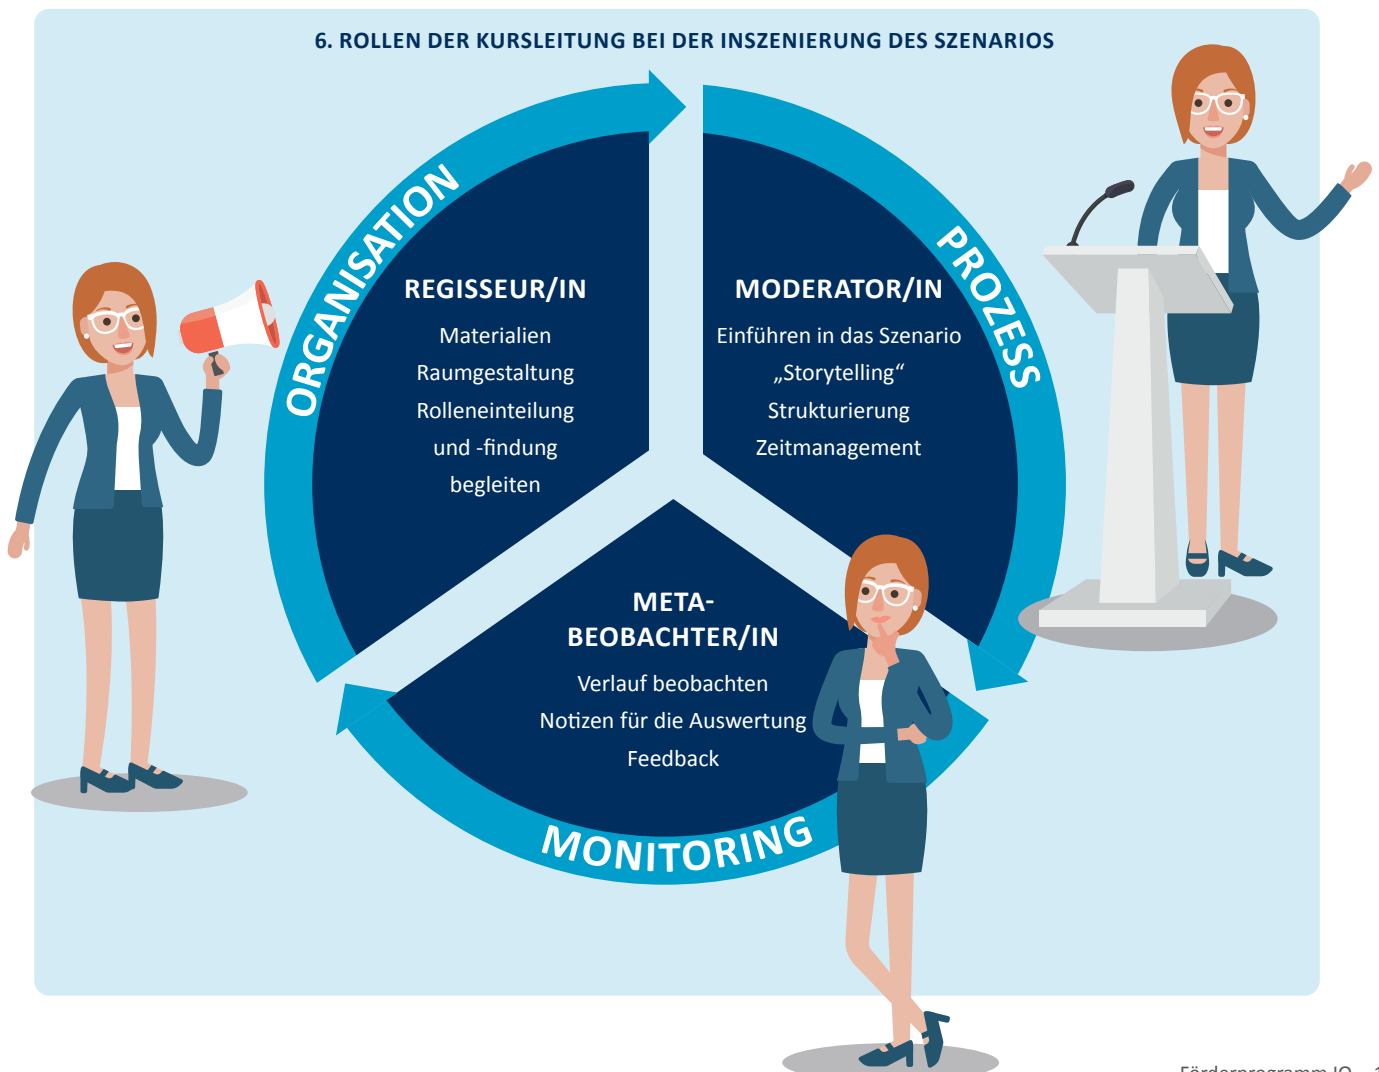 6. ROLLEN DER KURSLEITUNG BEI DER INSZENIERUNG DES SZENARIOS
ORGANISATION
REGISSEUR/IN
Materialien
Raumgestaltung
Rolleneinteilung
und -findung
begleiten
PROZESS
MODERATOR/IN
Einführen in das Szenario
„Storytelling“
Strukturierung
Zeitmanagement
META-
BEOBACHTER/IN
Verlauf beobachten
Notizen für die Auswertung
Feedback
MONITORING
Förderprogramm IQ